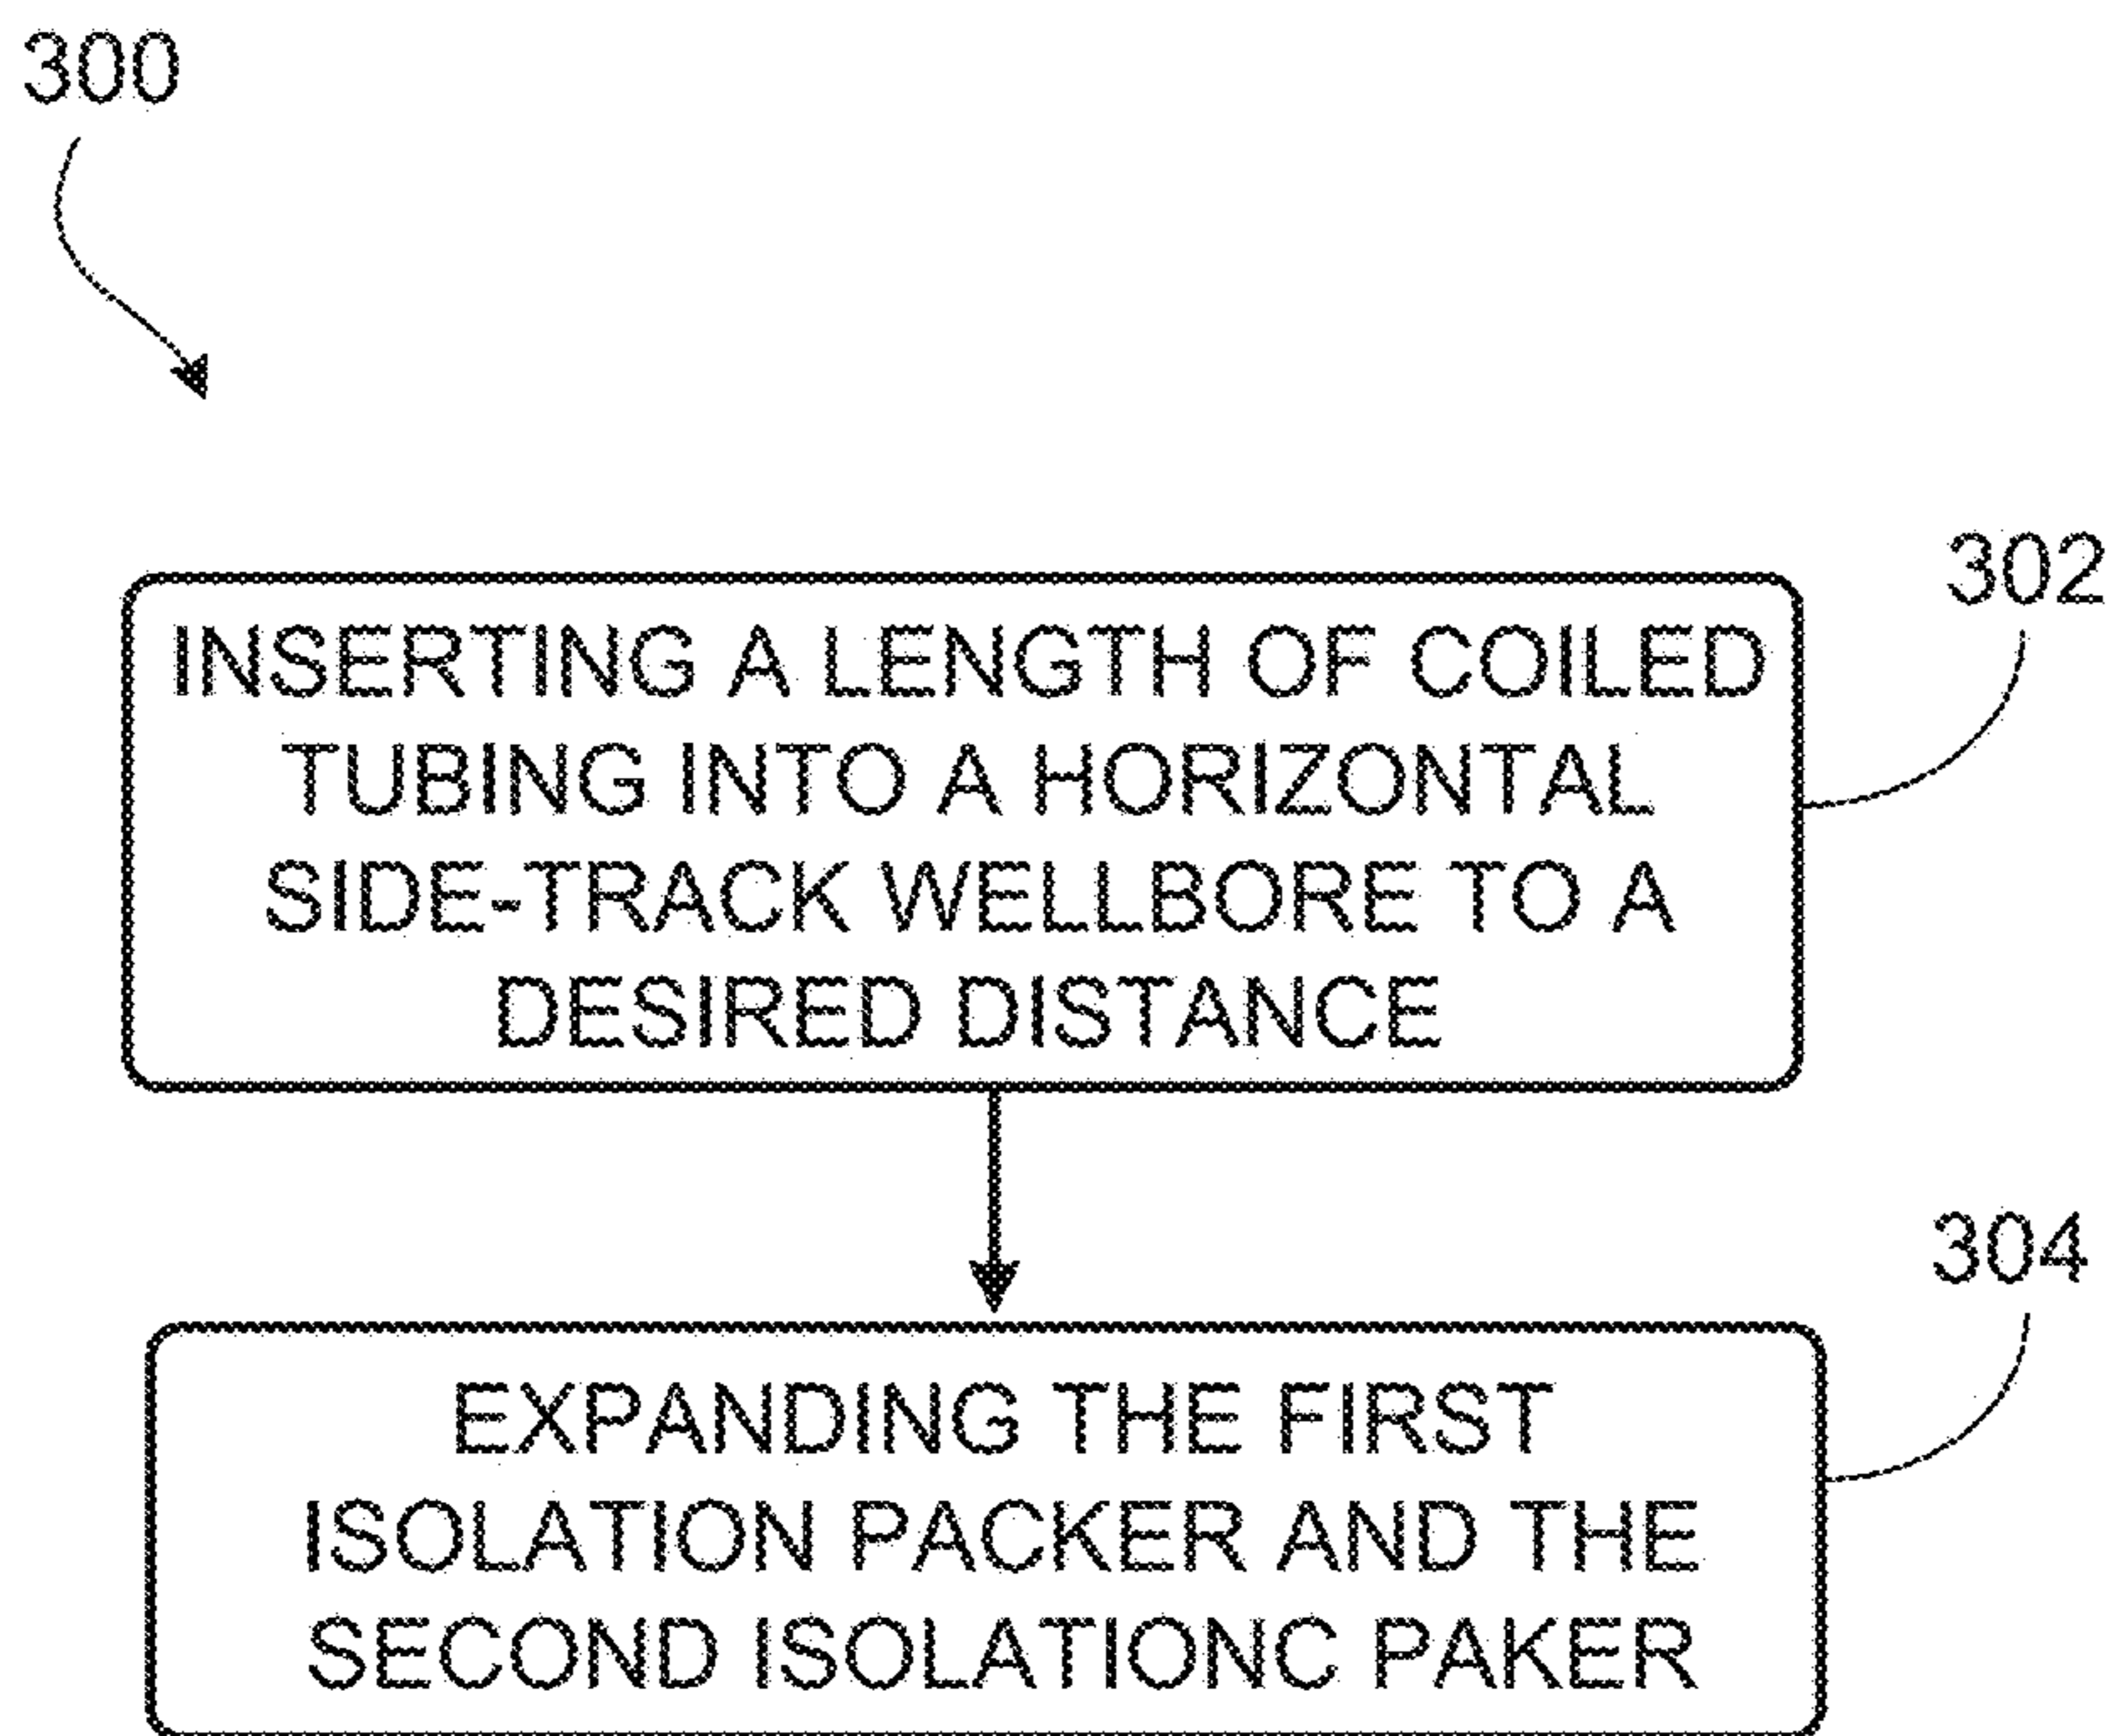 300
302
INSERTING A LENGTH OF COILED
TUBING INTO A HORIZONTAL
SIDE-TRACK WELLBORE TO A
DESIRED DISTANCE
304
EXPANDING THE FIRST
ISOLATION PACKER AND THE
SECOND ISOLATIONC PAKER